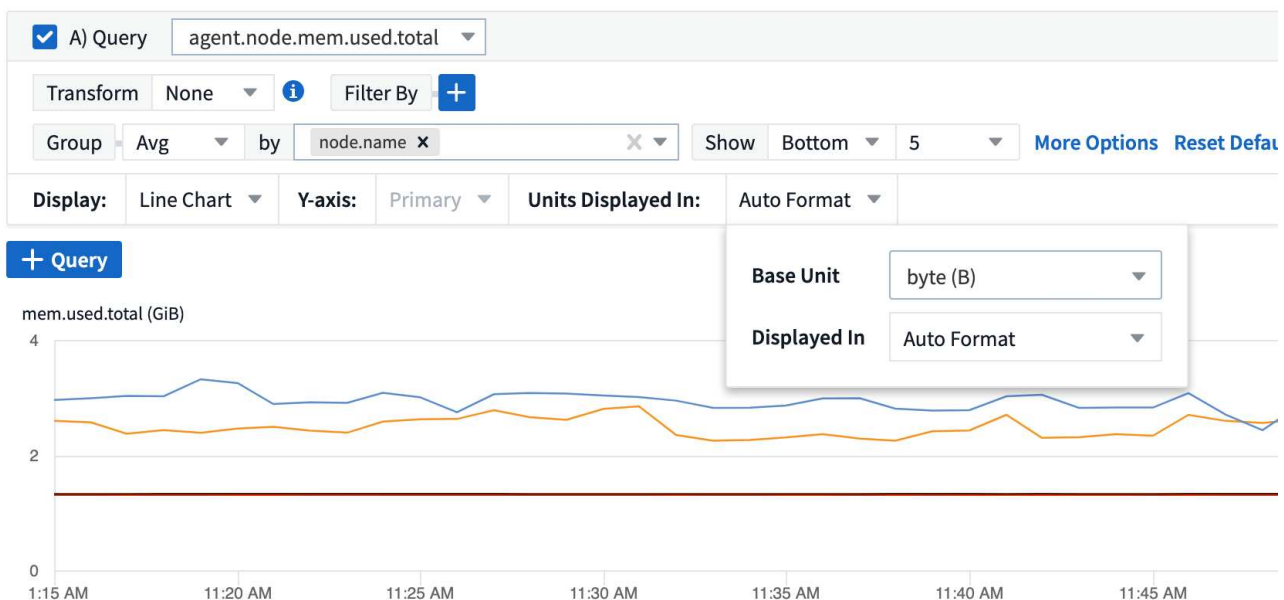 A) Query agent.node.mem.used.total
Transform None i Filter By +
Group Avg by node.name × Show Bottom 5 More Options Reset Defau
Display: Line Chart Y-axis: Primary Units Displayed In: Auto Format
+ Query
Base Unit byte (B)
Displayed In Auto Format
mem.used.total (GiB)
4
2
0
1:15 AM 11:20 AM 11:25 AM 11:30 AM 11:35 AM 11:40 AM 11:45 AM